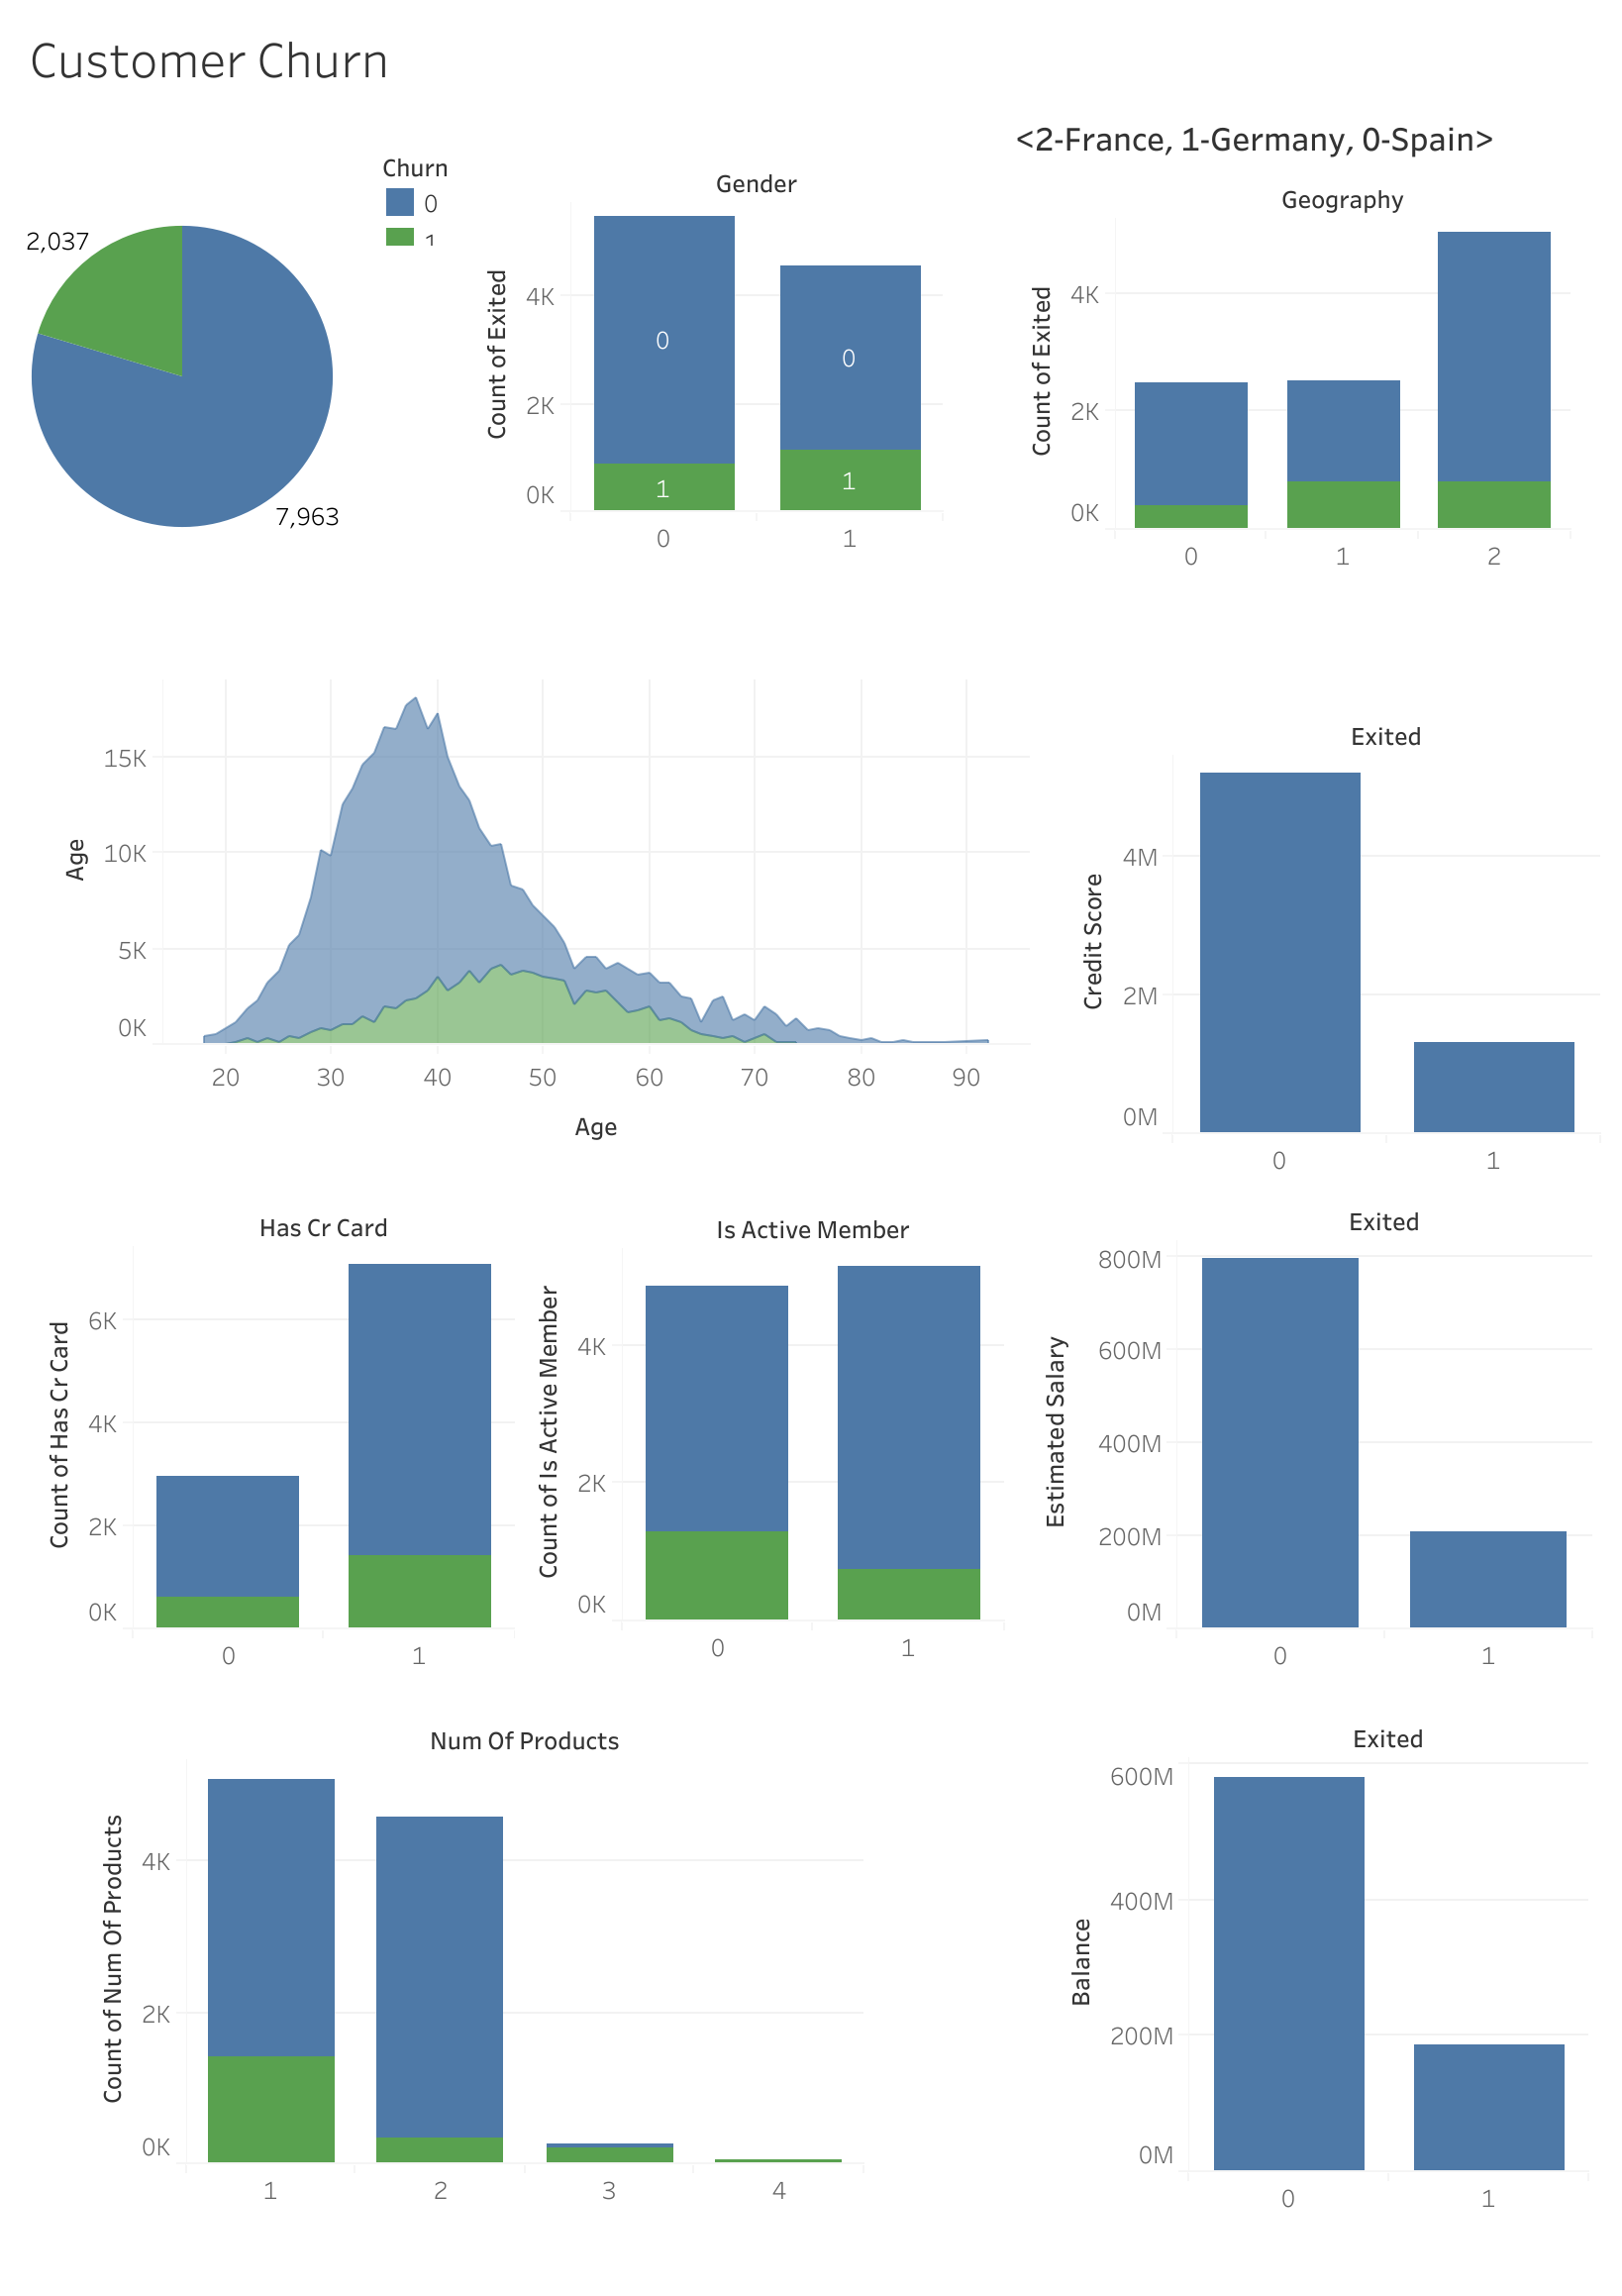 Customer Churn
<2-France, 1-Germany, 0-Spain>
Churn
0
1
2,037
7,963
Gender
Count of Exited
4K
2K
0K
0
0
1
1
0
1
Geography
Count of Exited
4K
2K
0K
0
1
2
Age
15K
10K
5K
0K
20
30
40
50
60
70
80
90
Age
Exited
Credit Score
4M
2M
0M
0
1
Has Cr Card
Count of Has Cr Card
6K
4K
2K
0K
0
1
Is Active Member
Count of Is Active Member
4K
2K
0K
0
1
Exited
Estimated Salary
800M
600M
400M
200M
0M
0
1
Num Of Products
Count of Num Of Products
4K
2K
0K
1
2
3
4
Exited
Balance
600M
400M
200M
0M
0
1